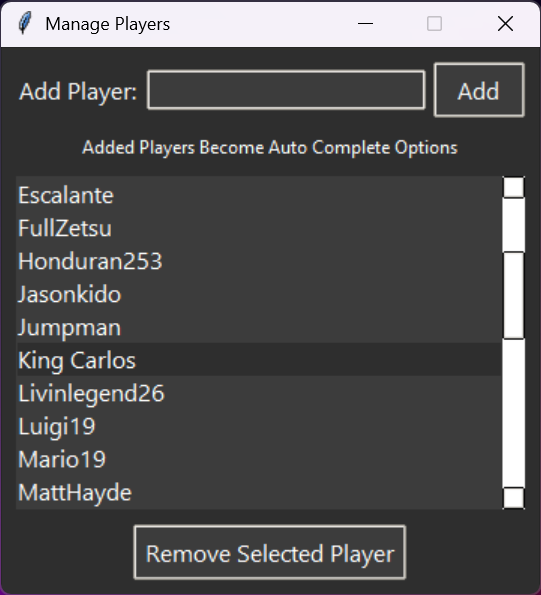 Manage Players
Add Player:
Add
Added Players Become Auto Complete Options
Escalante
FullZetsu
Honduran253
Jasonkido
Jumpman
King Carlos
Livinlegend26
Luigi19
Mario19
MattHayde
Remove Selected Player